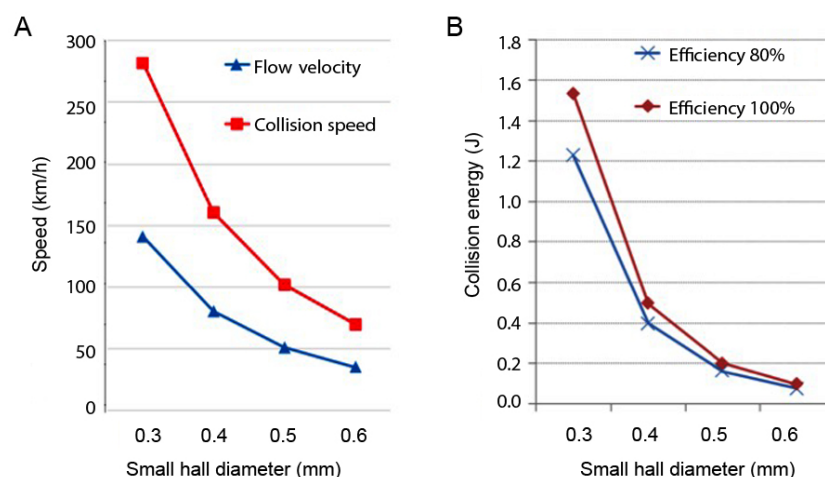 A
Speed (km/h)
300
250
200
150
100
50
0
Flow velocity
Collision speed
0.3 0.4 0.5 0.6
Small hall diameter (mm)
B
Collision energy (J)
1.8
1.6
1.4
1.2
1.0
0.8
0.6
0.4
0.2
0.0
Efficiency 80%
Efficiency 100%
0.3 0.4 0.5 0.6
Small hall diameter (mm)